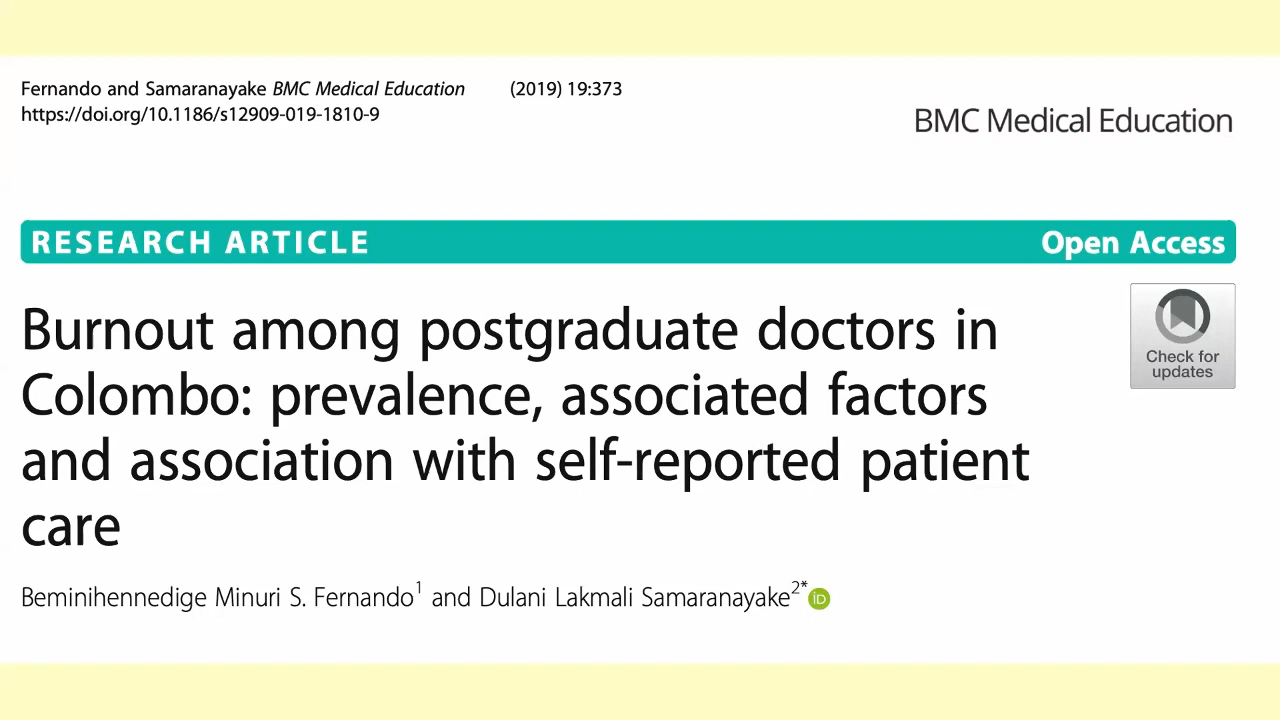 Fernando and Samaranayake BMC Medical Education (2019) 19:373
https://doi.org/10.1186/s12909-019-1810-9
BMC Medical Education
RESEARCH ARTICLE Open Access
Burnout among postgraduate doctors in
Colombo: prevalence, associated factors
and association with self-reported patient
care
Check for
updates
Beminihennedige Minuri S. Fernando1 and Dulani Lakmali Samaranayake2* iD